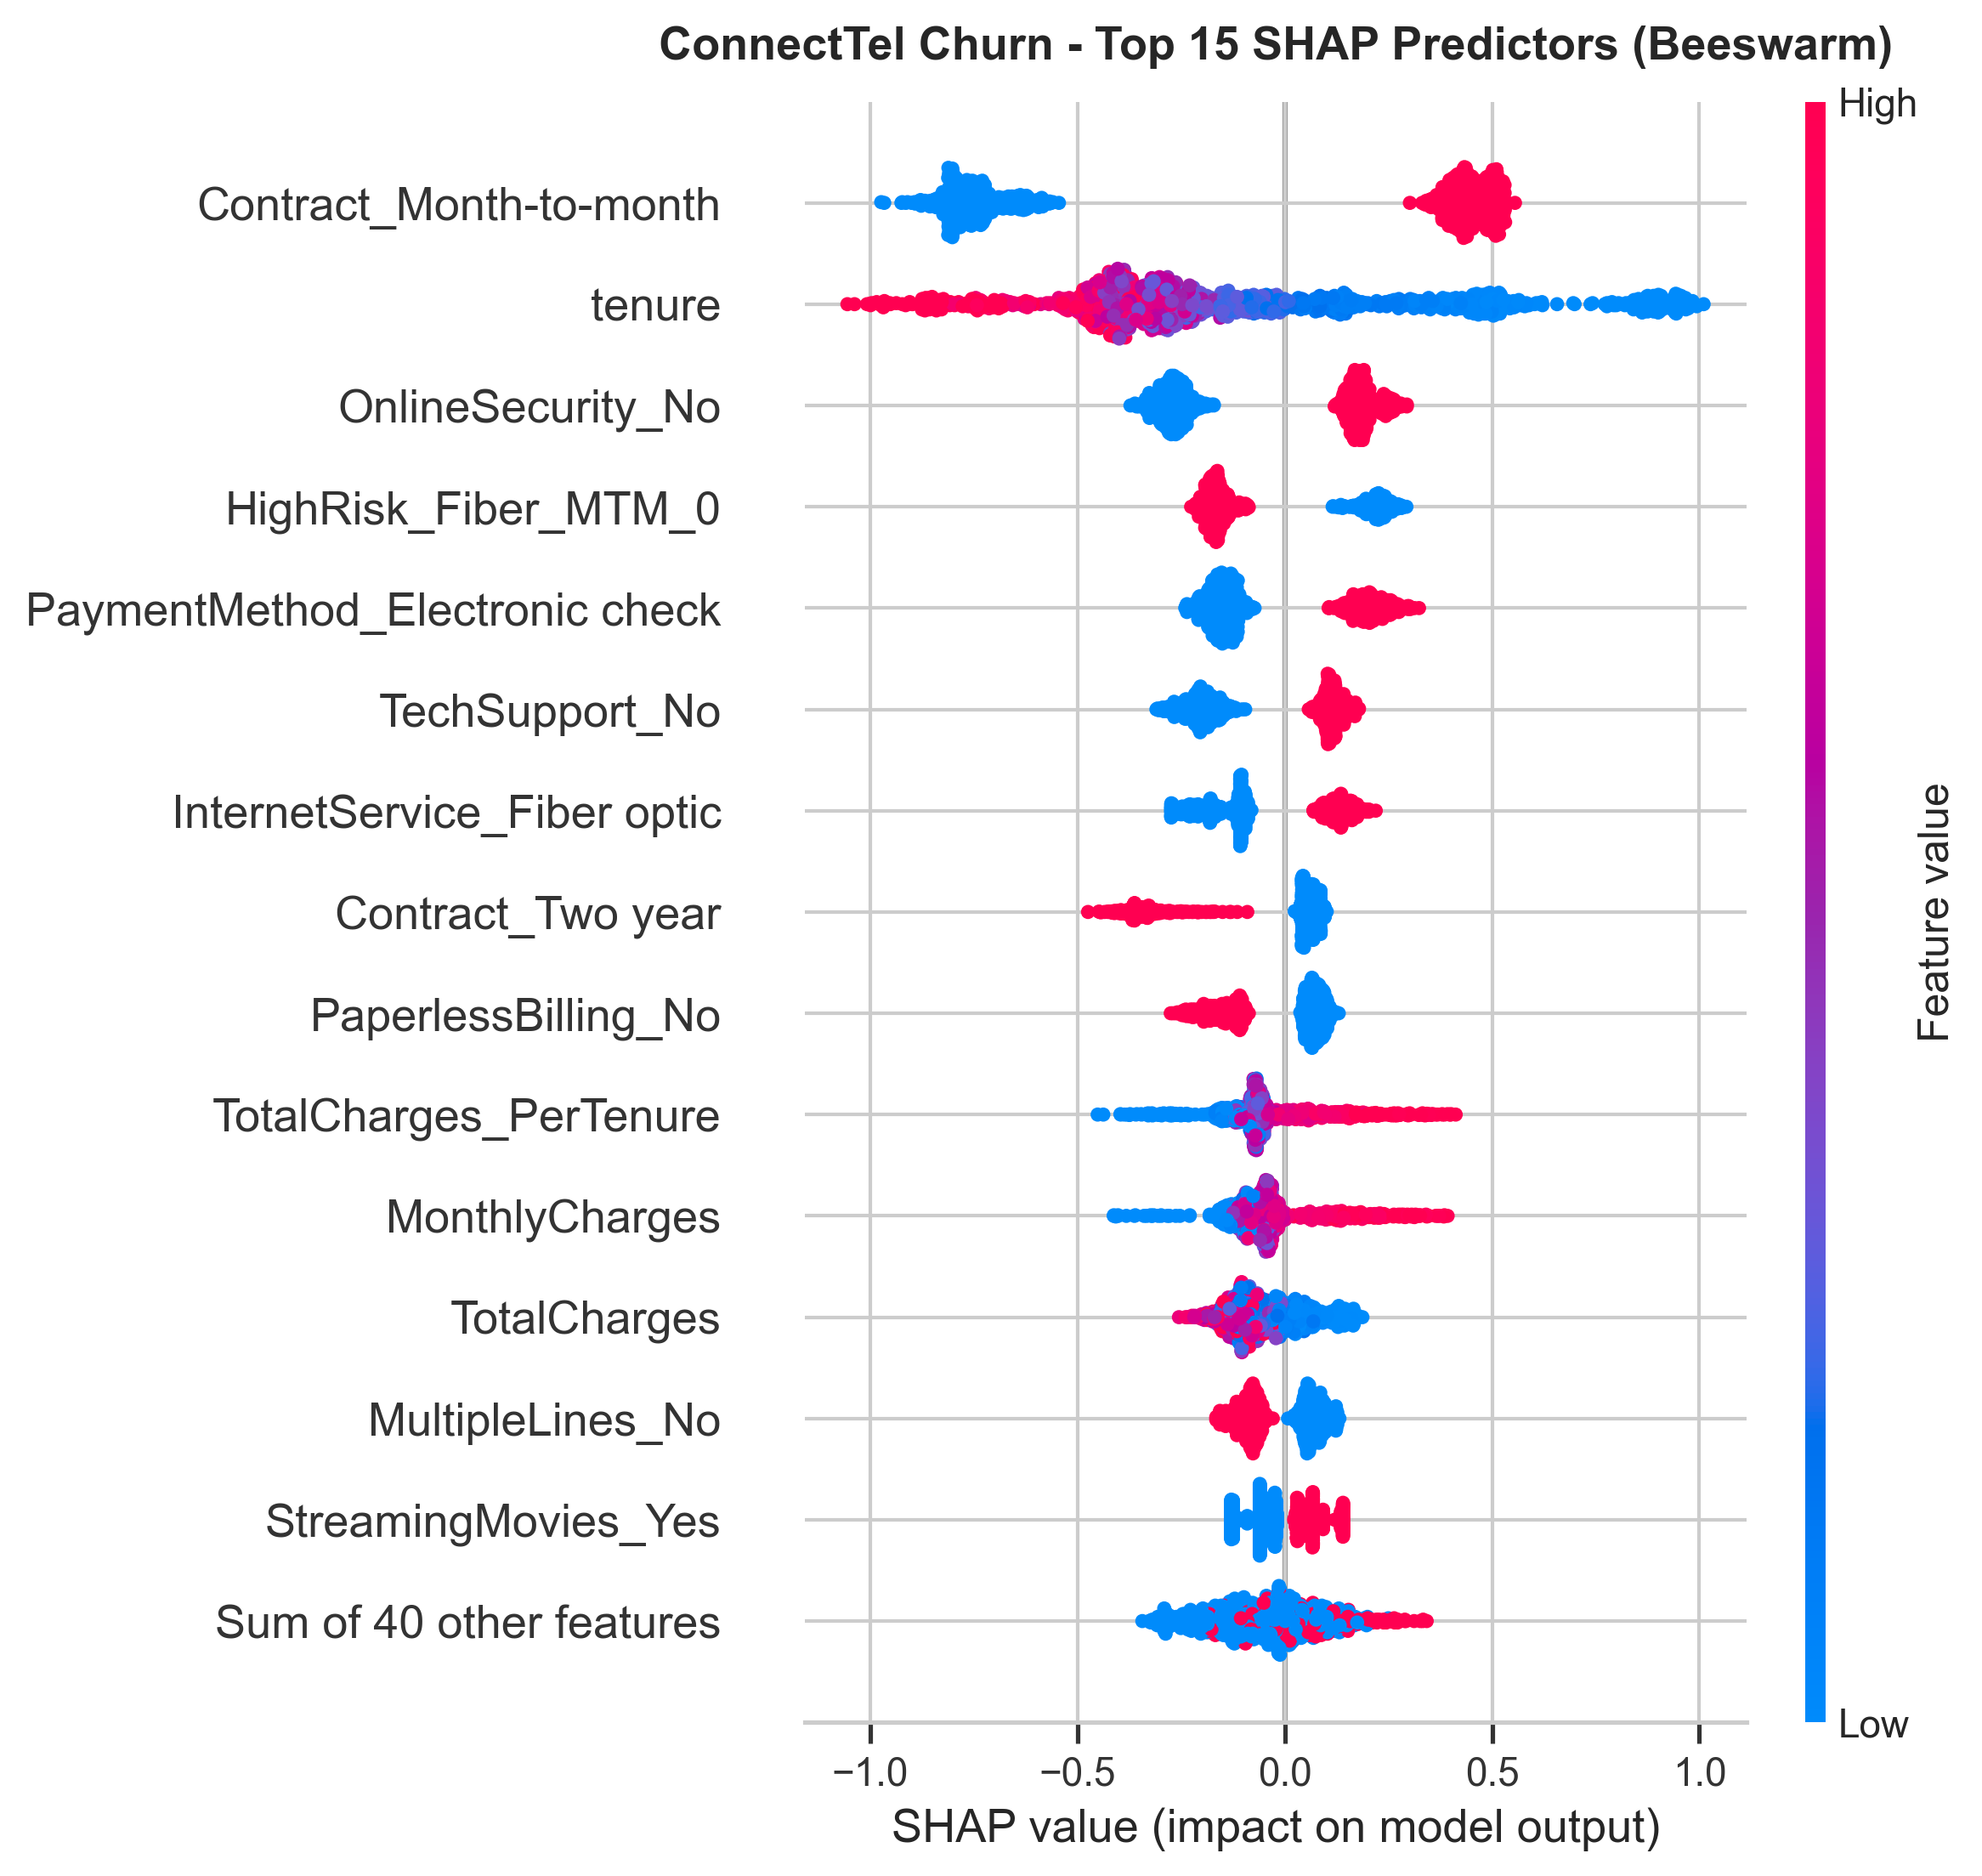 ConnectTel Churn - Top 15 SHAP Predictors (Beeswarm)
High
Contract_Month-to-month
tenure
OnlineSecurity_No
HighRisk_Fiber_MTM_0
PaymentMethod_Electronic check
TechSupport_No
InternetService_Fiber optic
Contract_Two year
PaperlessBilling_No
TotalCharges_PerTenure
MonthlyCharges
TotalCharges
MultipleLines_No
StreamingMovies_Yes
Sum of 40 other features
Feature value
Low
−1.0 −0.5 0.0 0.5 1.0
SHAP value (impact on model output)